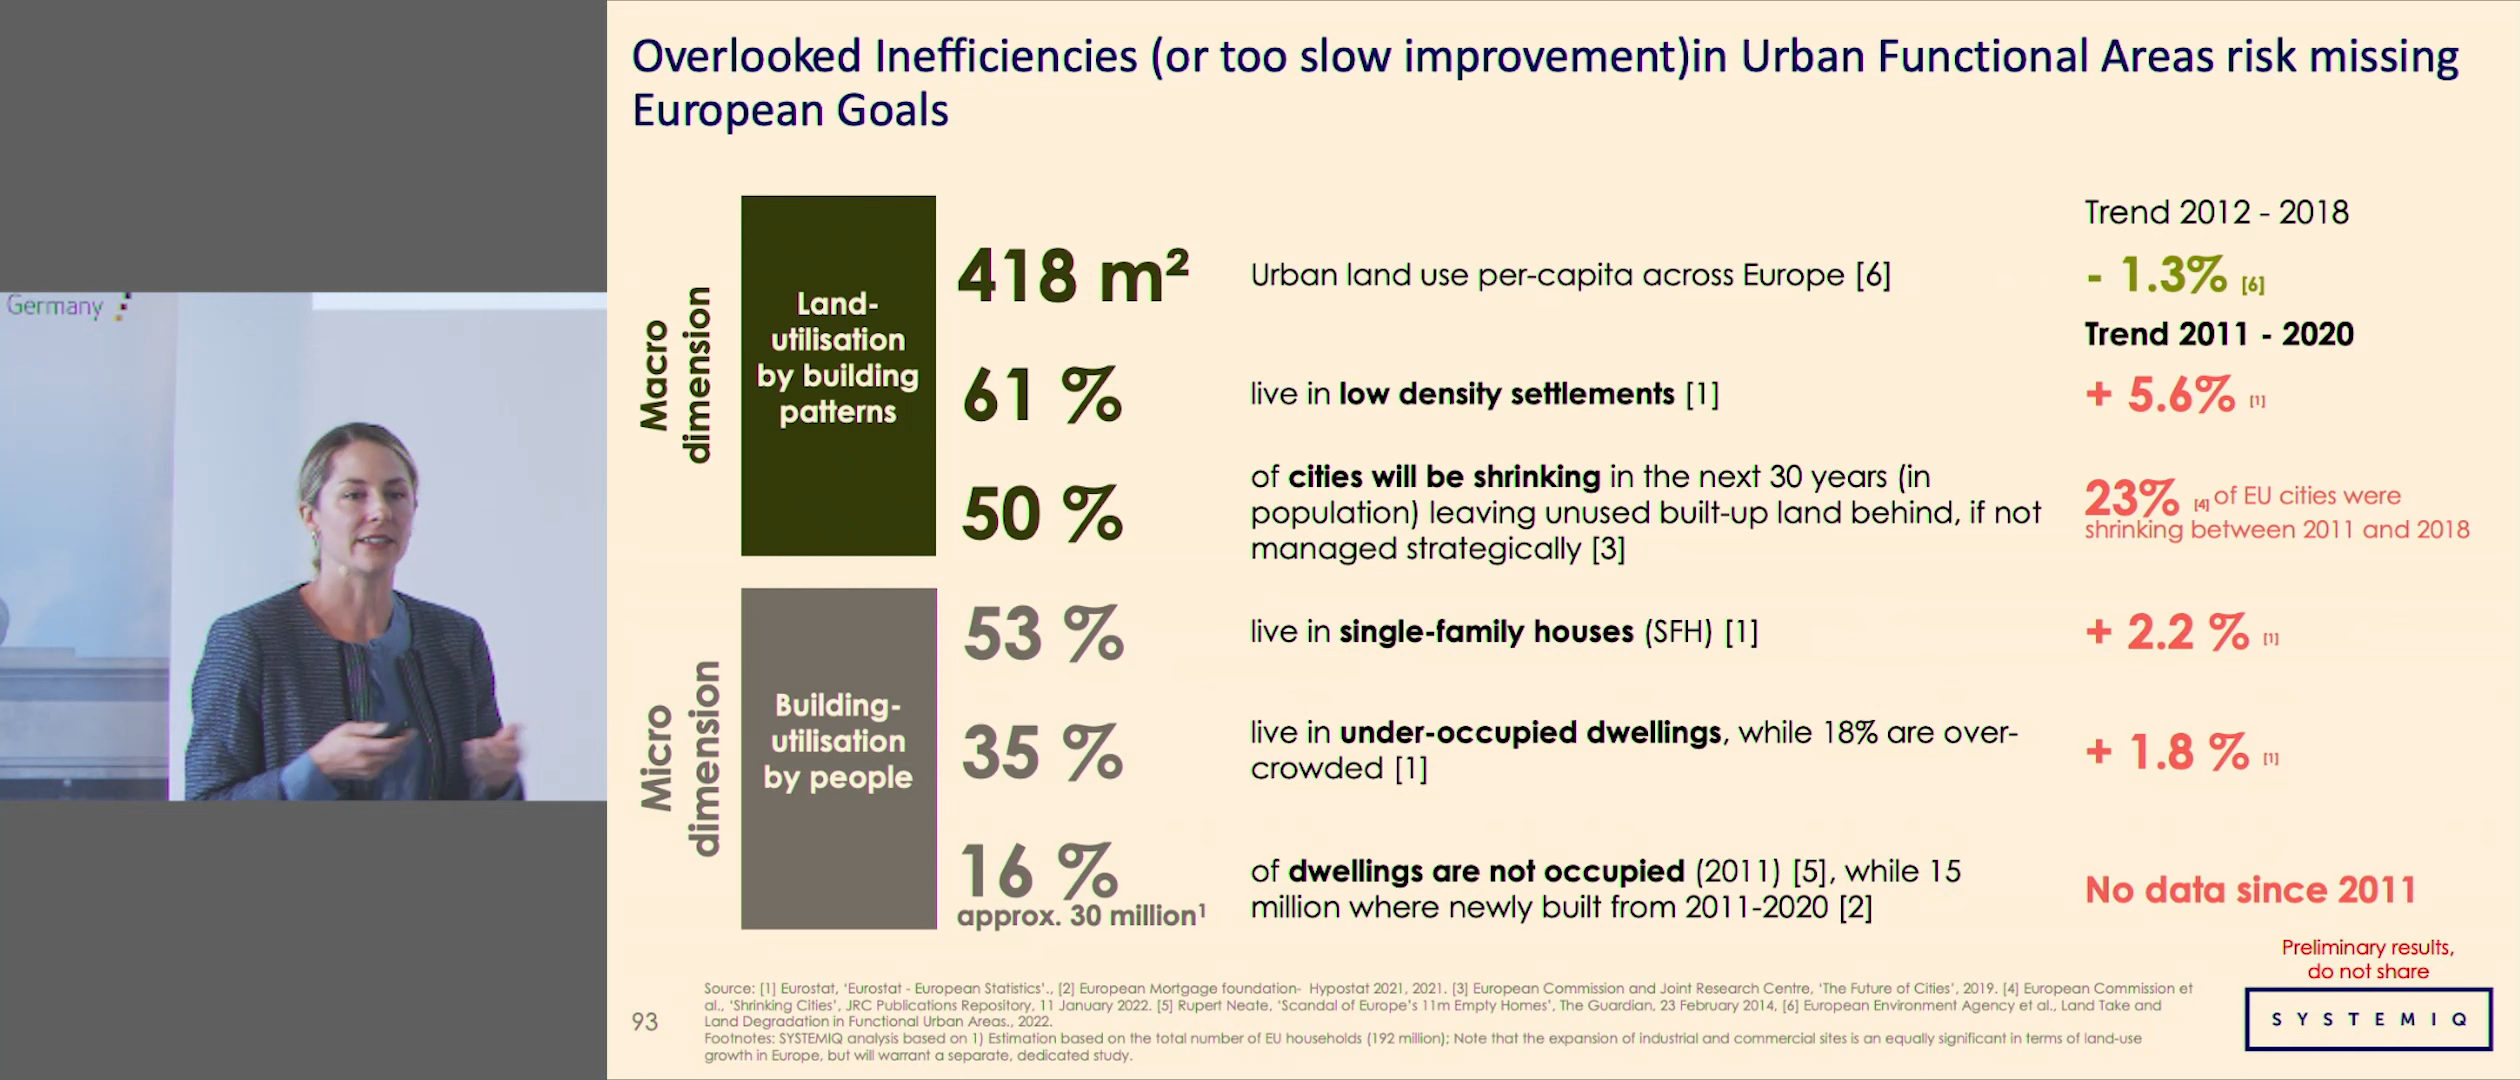 Germany
Overlooked Inefficiencies (or too slow improvement)in Urban Functional Areas risk missing
European Goals
Macro
dimension
Land-
utilisation
by building
patterns
Trend 2012 - 2018
418 m²
Urban land use per-capita across Europe [6]
- 1.3% [6]
Trend 2011 - 2020
61 %
live in low density settlements [1]
+ 5.6% [1]
50 %
of cities will be shrinking in the next 30 years (in
population) leaving unused built-up land behind, if not
managed strategically [3]
23% [4] of EU cities were
shrinking between 2011 and 2018
Micro
dimension
Building-
utilisation
by people
53 %
live in single-family houses (SFH) [1]
+ 2.2 % [1]
35 %
live in under-occupied dwellings, while 18% are over-
crowded [1]
+ 1.8 % [1]
16 %
approx. 30 million¹
of dwellings are not occupied (2011) [5], while 15
million where newly built from 2011-2020 [2]
No data since 2011
Preliminary results,
do not share
Source: [1] Eurostat, ‘Eurostat - European Statistics’., [2] European Mortgage foundation- Hypostat 2021, 2021. [3] European Commission and Joint Research Centre, ‘The Future of Cities’, 2019. [4] European Commission et
al., ‘Shrinking Cities’, JRC Publications Repository, 11 January 2022. [5] Rupert Neate, ‘Scandal of Europe’s 11m Empty Homes’, The Guardian, 23 February 2014, [6] European Environment Agency et al., Land Take and
Land Degradation in Functional Urban Areas., 2022.
Footnotes: SYSTEMIQ analysis based on 1) Estimation based on the total number of EU households (192 million); Note that the expansion of industrial and commercial sites is an equally significant in terms of land-use
growth in Europe, but will warrant a separate, dedicated study.
93
SYSTEMIQ